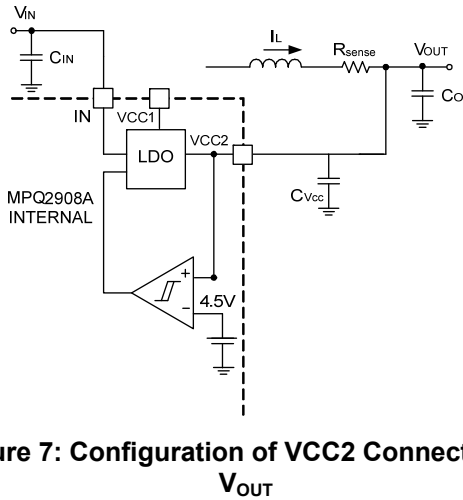 VIN
CIN
IL
Rsense
VOUT
CO
IN
VCC1
VCC2
LDO
MPQ2908A
INTERNAL
CVcc
+
4.5V
−
ure 7: Configuration of VCC2 Connect
VOUT